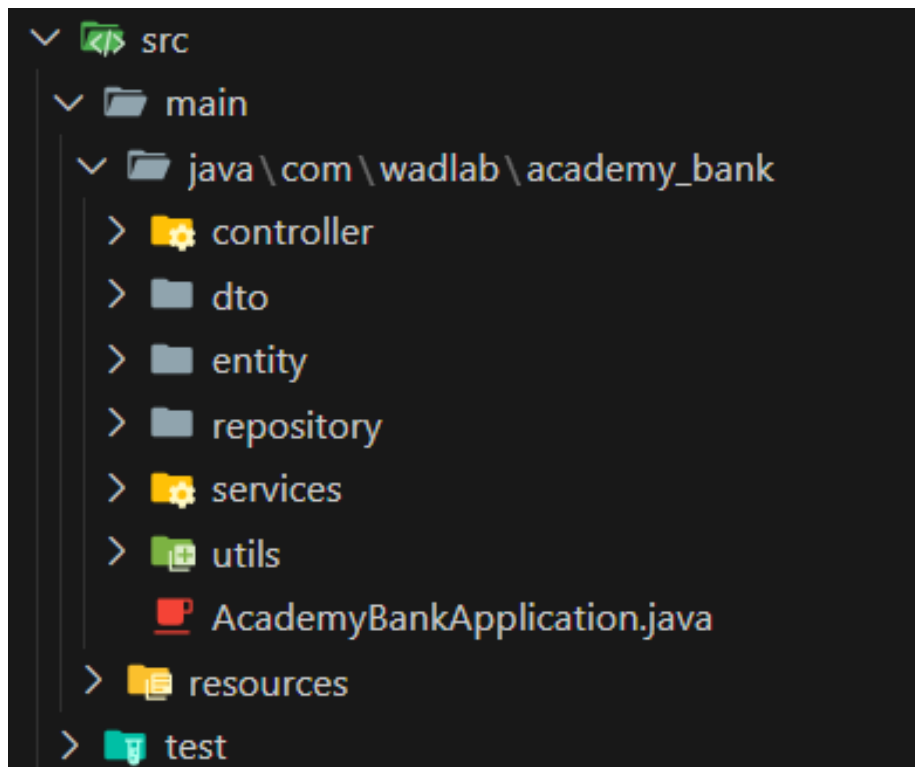 src
main
java\com\wadlab\academy_bank
controller
dto
entity
repository
services
utils
AcademyBankApplication.java
resources
test